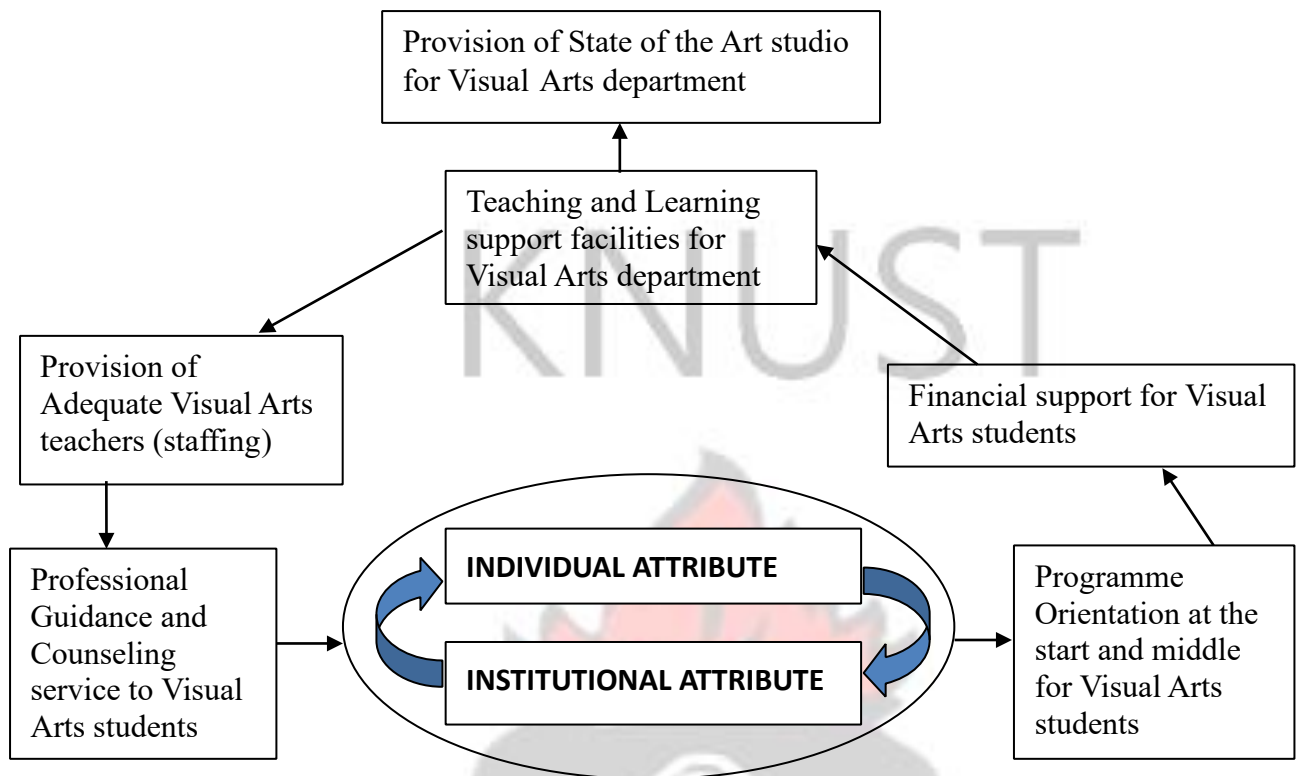 Provision of State of the Art studio
for Visual Arts department
Teaching and Learning
support facilities for
Visual Arts department
KNUST
Provision of
Adequate Visual Arts
teachers (staffing)
Financial support for Visual
Arts students
Professional
Guidance and
Counseling
service to Visual
Arts students
INDIVIDUAL ATTRIBUTE
INSTITUTIONAL ATTRIBUTE
Programme
Orientation at the
start and middle
for Visual Arts
students